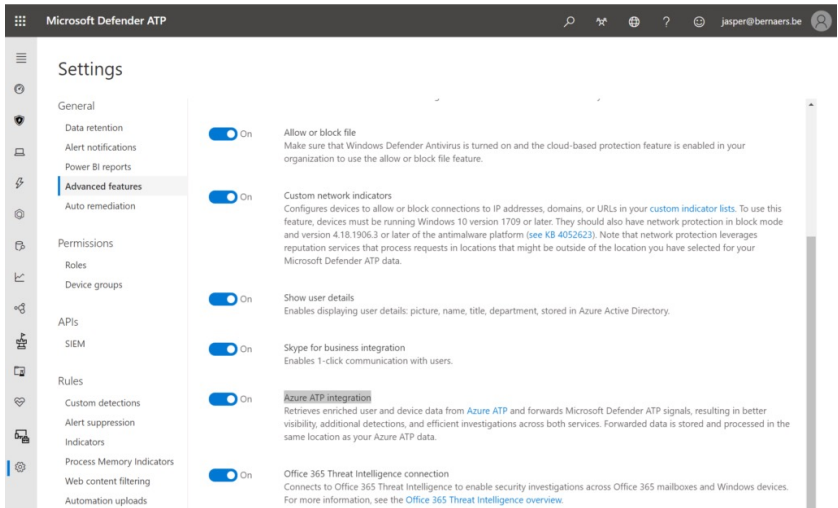 Microsoft Defender ATP
jasper@bernaers.be
Settings
General
Data retention
Alert notifications
Power BI reports
Advanced features
Auto remediation
Permissions
Roles
Device groups
APIs
SIEM
Rules
Custom detections
Alert suppression
Indicators
Process Memory Indicators
Web content filtering
Automation uploads
On
Allow or block file
Make sure that Windows Defender Antivirus is turned on and the cloud-based protection feature is enabled in your
organization to use the allow or block file feature.
On
Custom network indicators
Configures devices to allow or block connections to IP addresses, domains, or URLs in your custom indicator lists. To use this
feature, devices must be running Windows 10 version 1709 or later. They should also have network protection in block mode
and version 4.18.1906.3 or later of the antimalware platform (see KB 4052623). Note that network protection leverages
reputation services that process requests in locations that might be outside of the location you have selected for your
Microsoft Defender ATP data.
On
Show user details
Enables displaying user details: picture, name, title, department, stored in Azure Active Directory.
On
Skype for business integration
Enables 1-click communication with users.
On
Azure ATP integration
Retrieves enriched user and device data from Azure ATP and forwards Microsoft Defender ATP signals, resulting in better
visibility, additional detections, and efficient investigations across both services. Forwarded data is stored and processed in the
same location as your Azure ATP data.
On
Office 365 Threat Intelligence connection
Connects to Office 365 Threat Intelligence to enable security investigations across Office 365 mailboxes and Windows devices.
For more information, see the Office 365 Threat Intelligence overview.